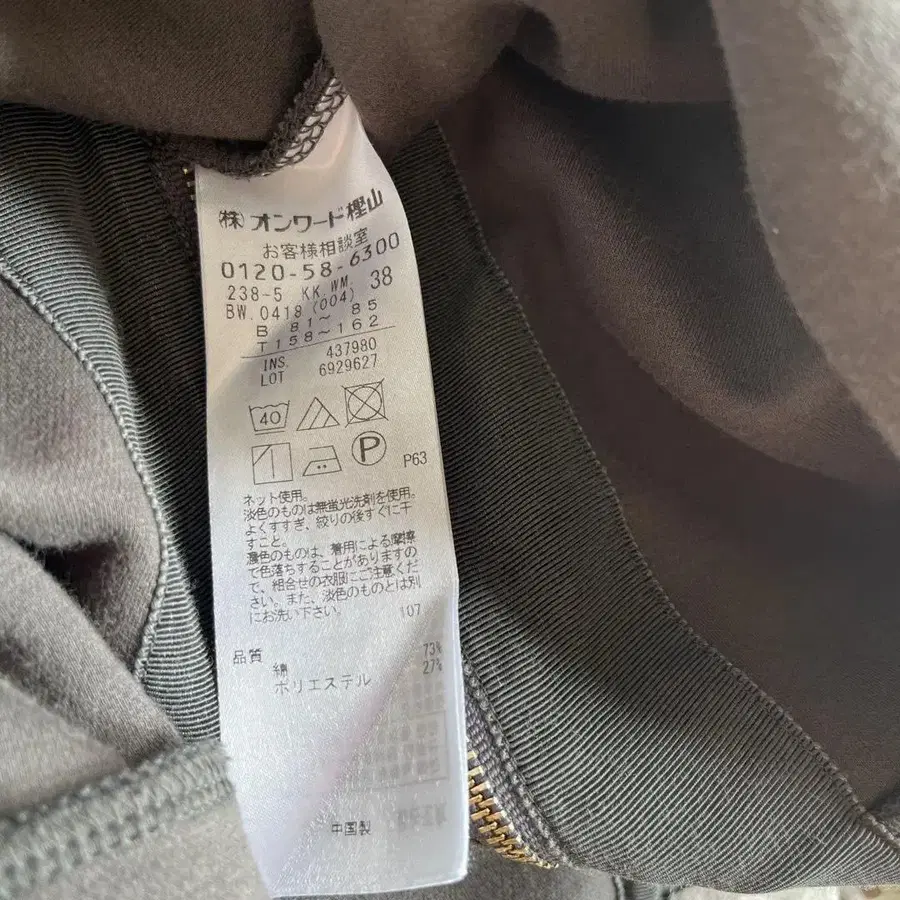 ㈱オンワード樫山
お客様相談室
0120-58-6300
238-5 KK.WM. 38
BW.0418 (004)
B 81～ 85
T158～162
INS. 437980
LOT 6929627
40
P
P63
ネット使用。
淡色のものは無蛍光洗剤を使用。
よくすすぎ、絞りの後すぐに干
すこと。
濃色のものは、着用による摩擦
で色落ちすることがありますの
で、組合せの衣服にご注意くだ
さい。また、淡色のものとは別
にお洗い下さい。
107
品質
綿 73%
ポリエステル 27%
中国製